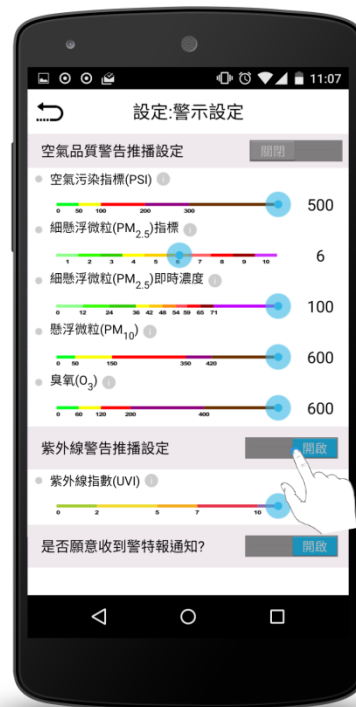 11:07
設定:警示設定
空氣品質警告推播設定 關閉
空氣污染指標(PSI) i
0 50 100 200 300
500
細懸浮微粒(PM2.5)指標 i
1 2 3 4 5 6 7 8 9 10
6
細懸浮微粒(PM2.5)即時濃度 i
0 12 24 36 42 48 54 59 65 71
100
懸浮微粒(PM10) i
0 50 150 350 420
600
臭氧(O3) i
0 60 120 200 400
600
紫外線警告推播設定 開啟
紫外線指數(UVI) i
0 2 5 7 10
是否願意收到警特報通知? 開啟